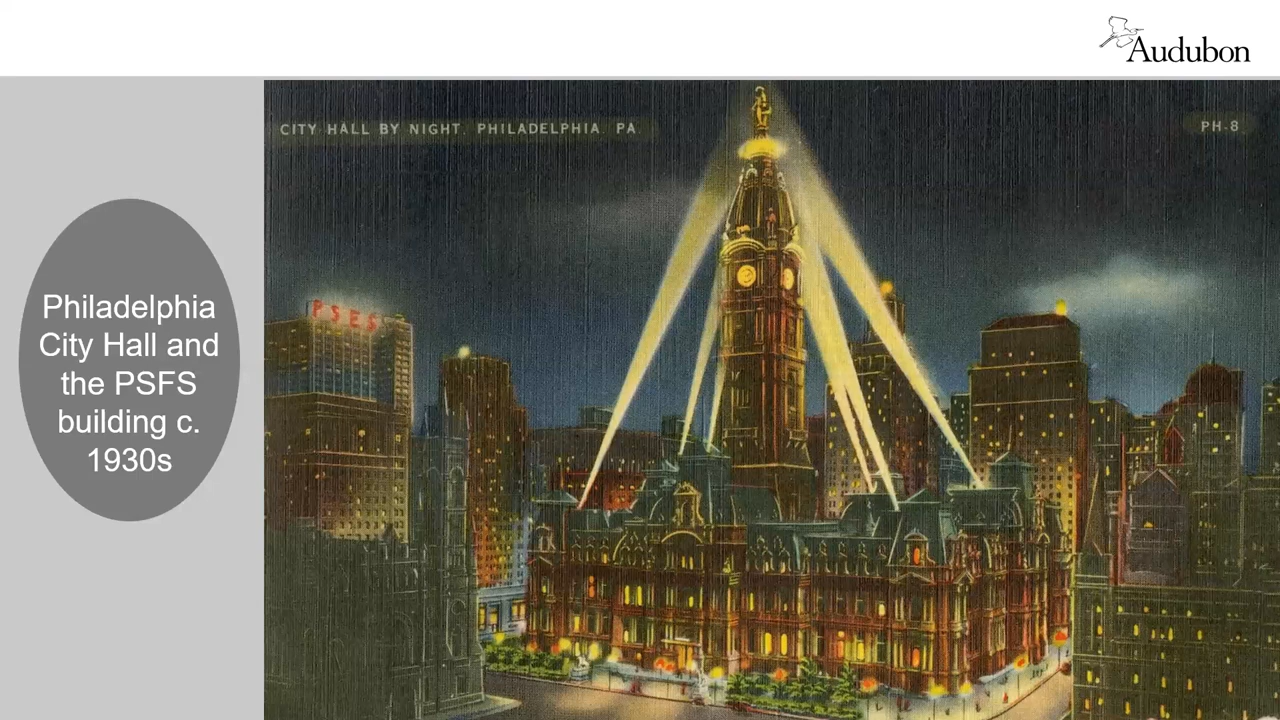 Audubon
CITY HALL BY NIGHT, PHILADELPHIA, PA.
PH-8
PSFS
Philadelphia
City Hall and
the PSFS
building c.
1930s